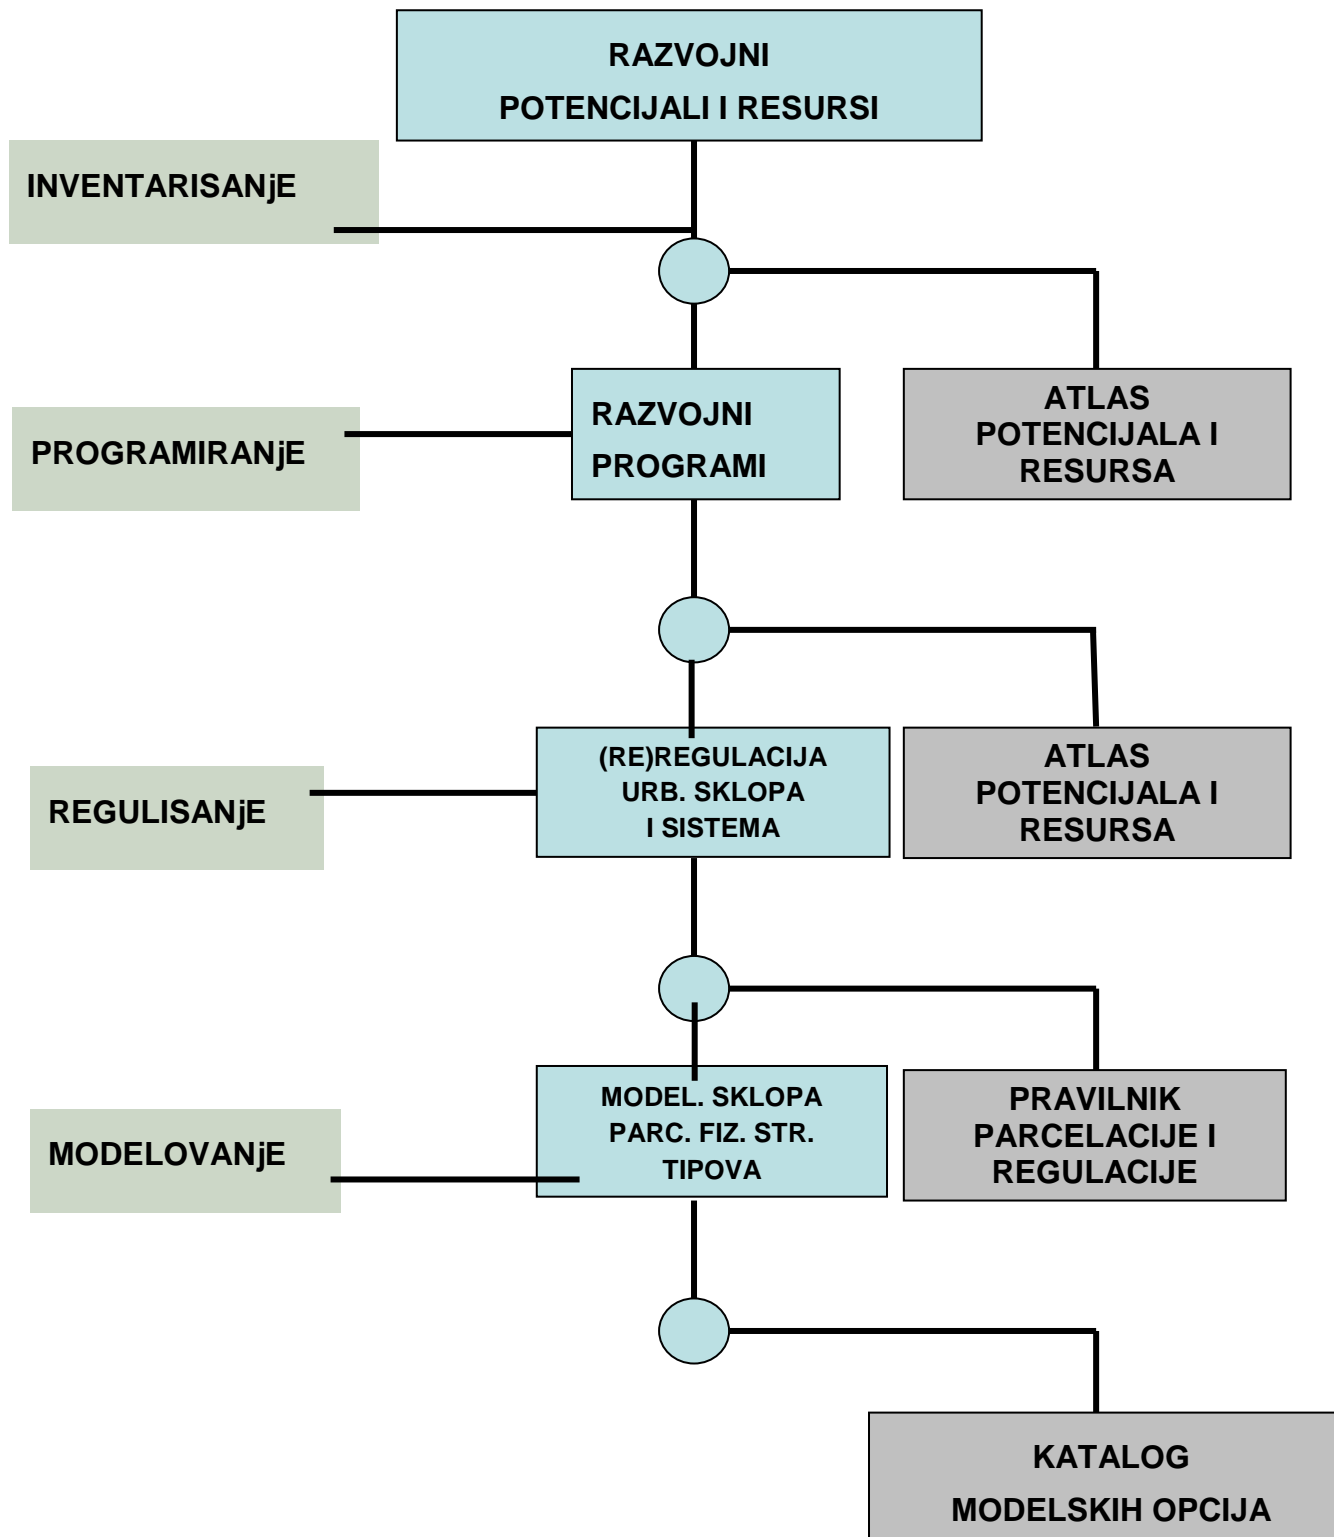 RAZVOJNI
POTENCIJALI I RESURSI
INVENTARISANjE
PROGRAMIRANjE
RAZVOJNI
PROGRAMI
ATLAS
POTENCIJALA I
RESURSA
REGULISANjE
(RE)REGULACIJA
URB. SKLOPA
I SISTEMA
ATLAS
POTENCIJALA I
RESURSA
MODELOVANjE
MODEL. SKLOPA
PARC. FIZ. STR.
TIPOVA
PRAVILNIK
PARCELACIJE I
REGULACIJE
KATALOG
MODELSKIH OPCIJA